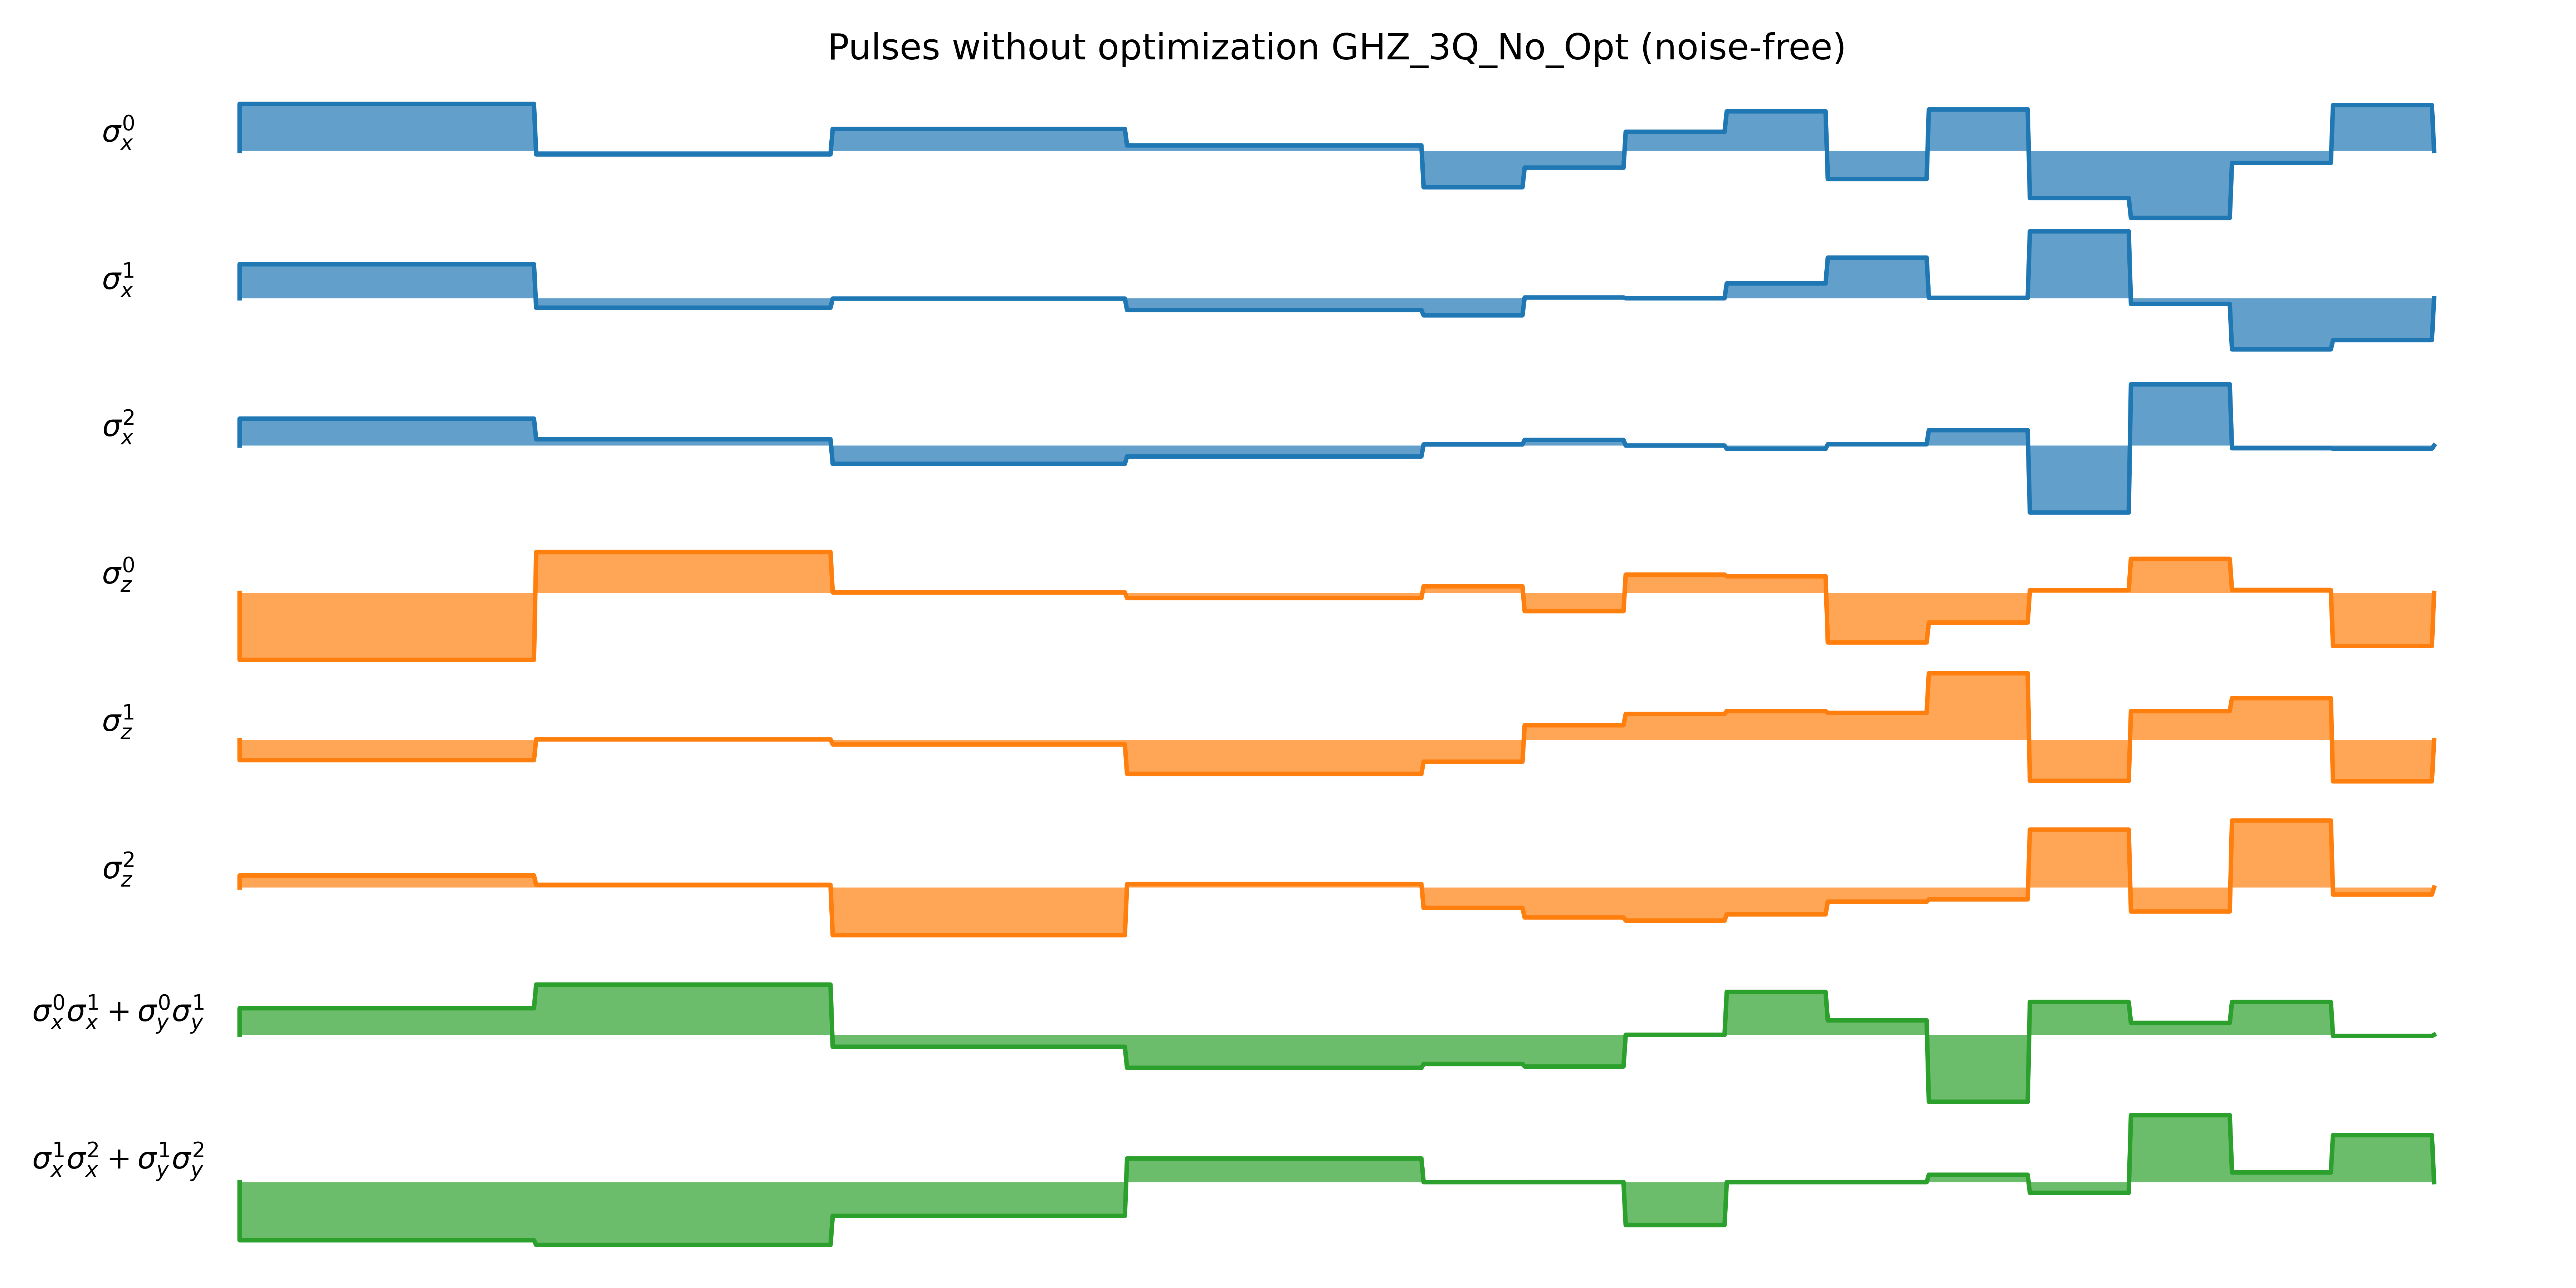 Pulses without optimization GHZ_3Q_No_Opt (noise-free)
σ_x^0
σ_x^1
σ_x^2
σ_z^0
σ_z^1
σ_z^2
σ_x^0σ_x^1 + σ_y^0σ_y^1
σ_x^1σ_x^2 + σ_y^1σ_y^2